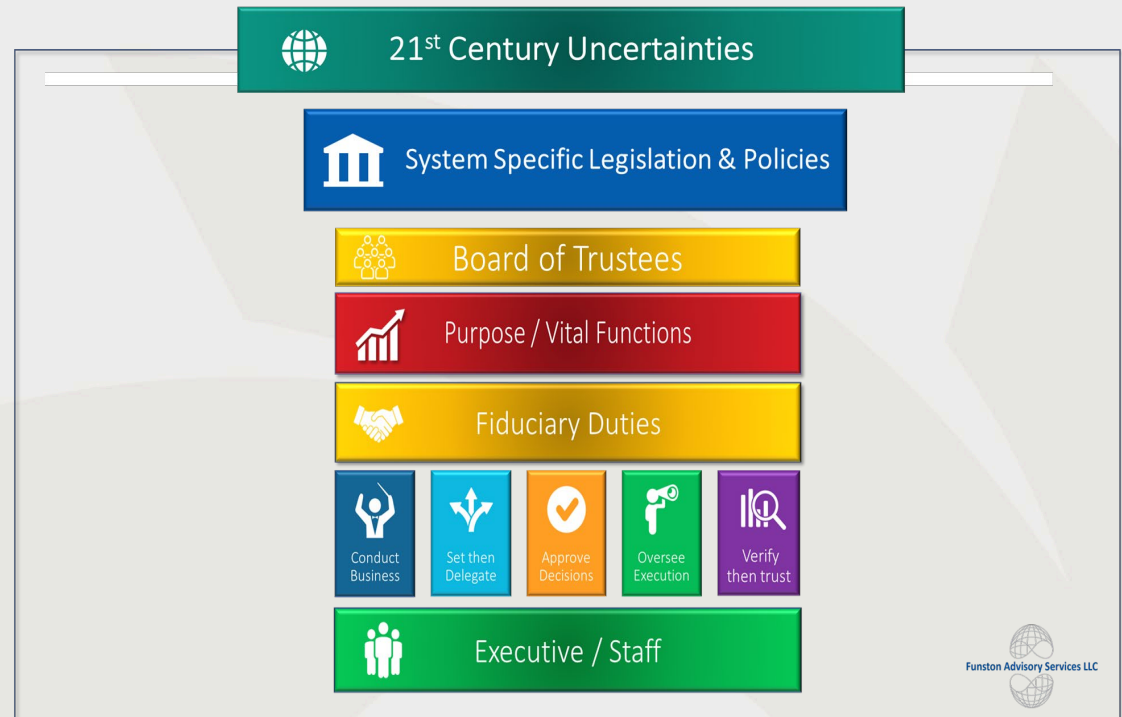 21st Century Uncertainties
System Specific Legislation & Policies
Board of Trustees
Purpose / Vital Functions
Fiduciary Duties
Conduct
Business
Set then
Delegate
Approve
Decisions
Oversee
Execution
Verify
then trust
Executive / Staff
Funston Advisory Services LLC